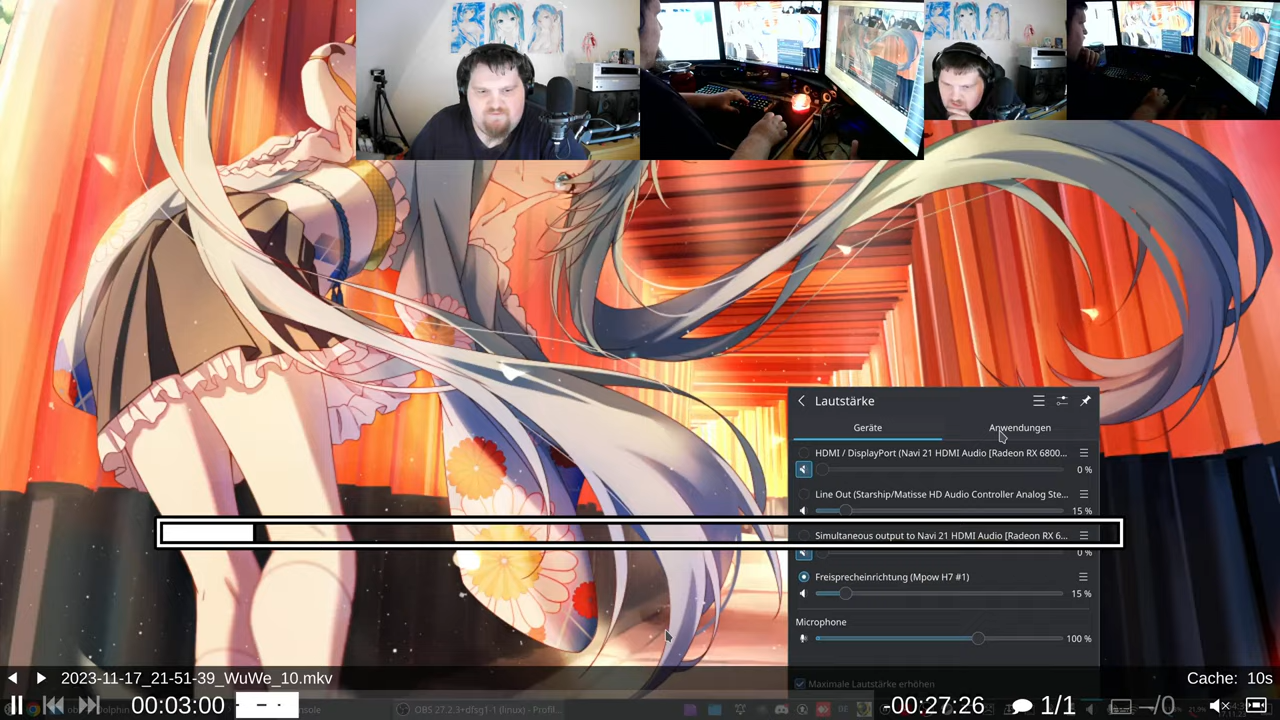 Lautstärke
Geräte
Anwendungen
HDMI / DisplayPort (Navi 21 HDMI Audio [Radeon RX 6800...
0 %
Line Out (Starship/Matisse HD Audio Controller Analog Ste...
15 %
Simultaneous output to Navi 21 HDMI Audio [Radeon RX 6...
0 %
Freisprecheinrichtung (Mpow H7 #1)
15 %
Microphone
100 %
Maximale Lautstärke erhöhen
2023-11-17_21-51-39_WuWe_10.mkv
Cache: 10s
00:03:00
-00:27:26
1/1
–/0
OBS 27.2.3+dfsg1-1 (linux) - Profil...
DE